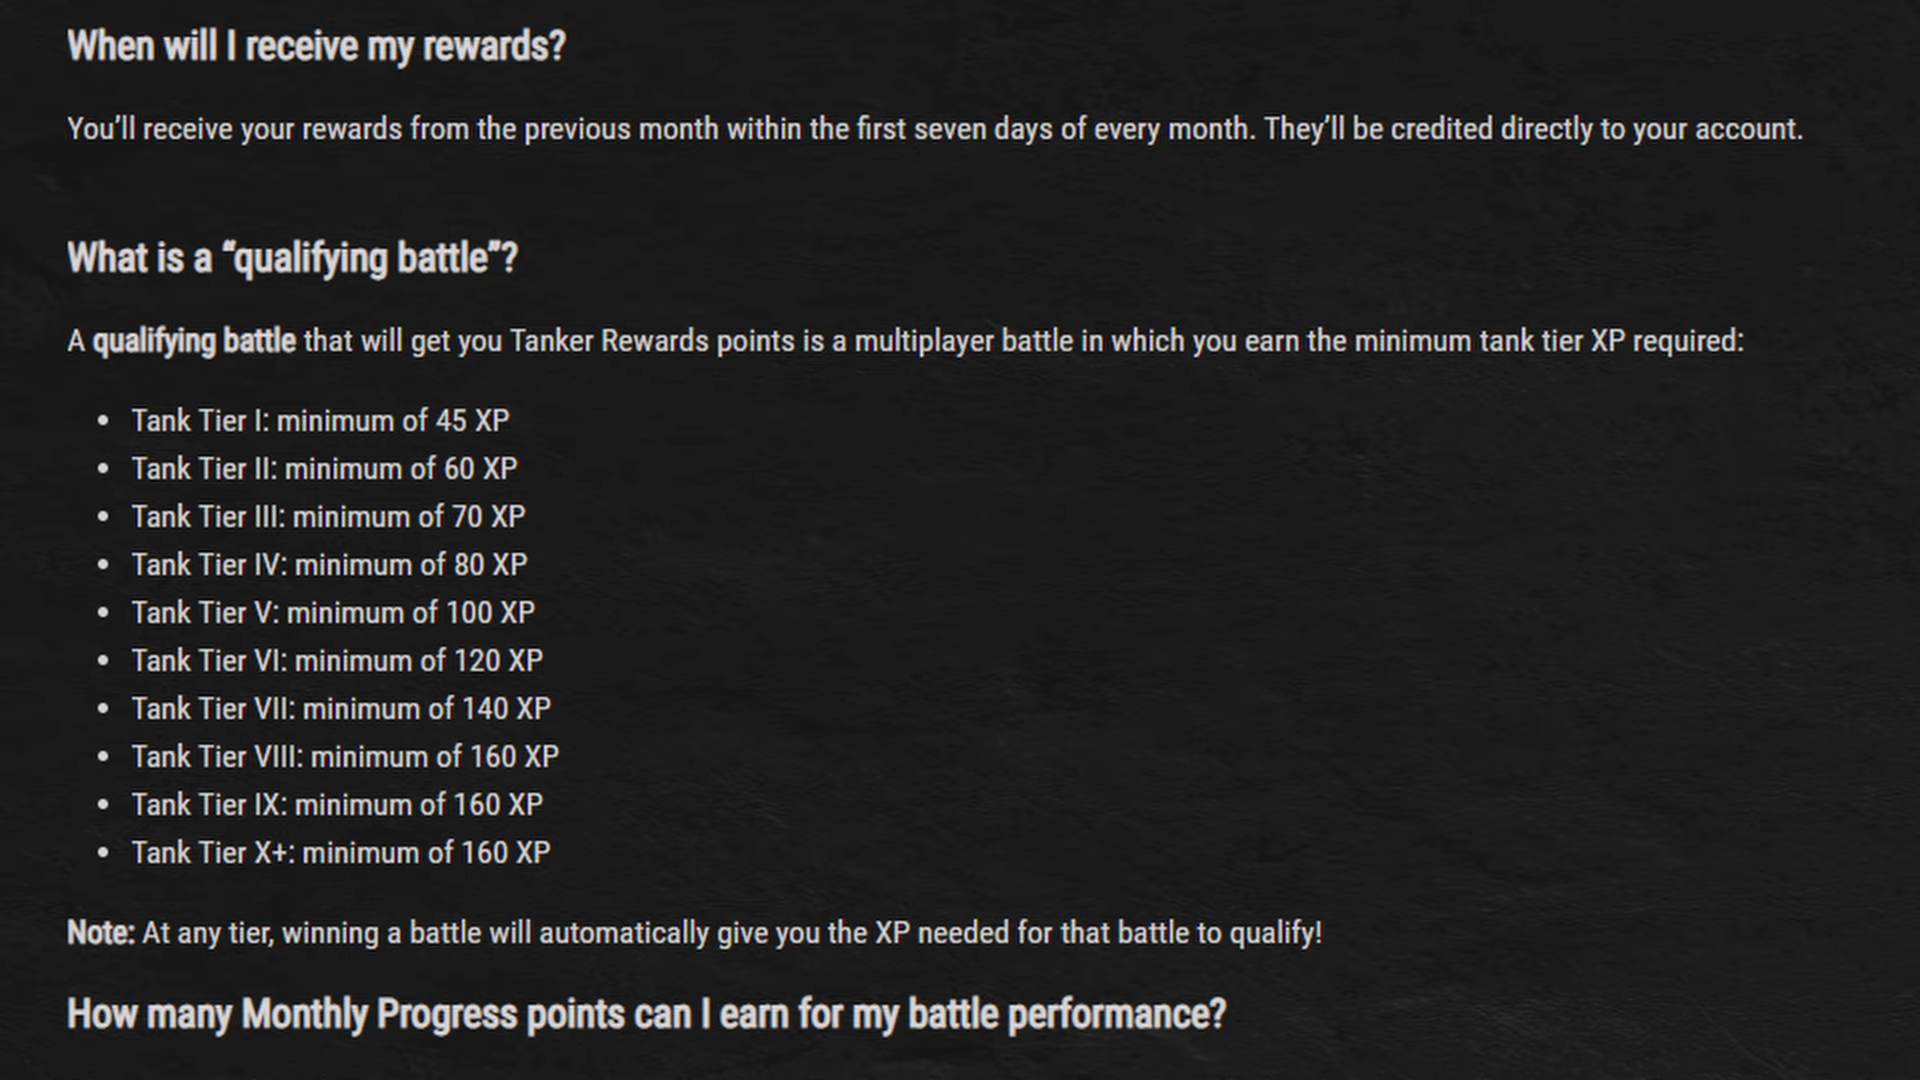 When will I receive my rewards?
You’ll receive your rewards from the previous month within the first seven days of every month. They’ll be credited directly to your account.
What is a “qualifying battle”?
A qualifying battle that will get you Tanker Rewards points is a multiplayer battle in which you earn the minimum tank tier XP required:
• Tank Tier I: minimum of 45 XP
• Tank Tier II: minimum of 60 XP
• Tank Tier III: minimum of 70 XP
• Tank Tier IV: minimum of 80 XP
• Tank Tier V: minimum of 100 XP
• Tank Tier VI: minimum of 120 XP
• Tank Tier VII: minimum of 140 XP
• Tank Tier VIII: minimum of 160 XP
• Tank Tier IX: minimum of 160 XP
• Tank Tier X+: minimum of 160 XP
Note: At any tier, winning a battle will automatically give you the XP needed for that battle to qualify!
How many Monthly Progress points can I earn for my battle performance?